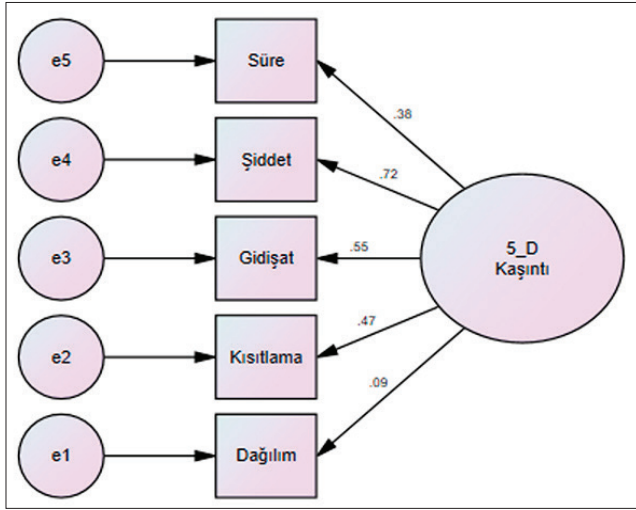 e5
Süre
.38
e4
Şiddet
.72
e3
Gidişat
.55
5_D
Kaşıntı
e2
Kısıtlama
.47
e1
Dağılım
.09